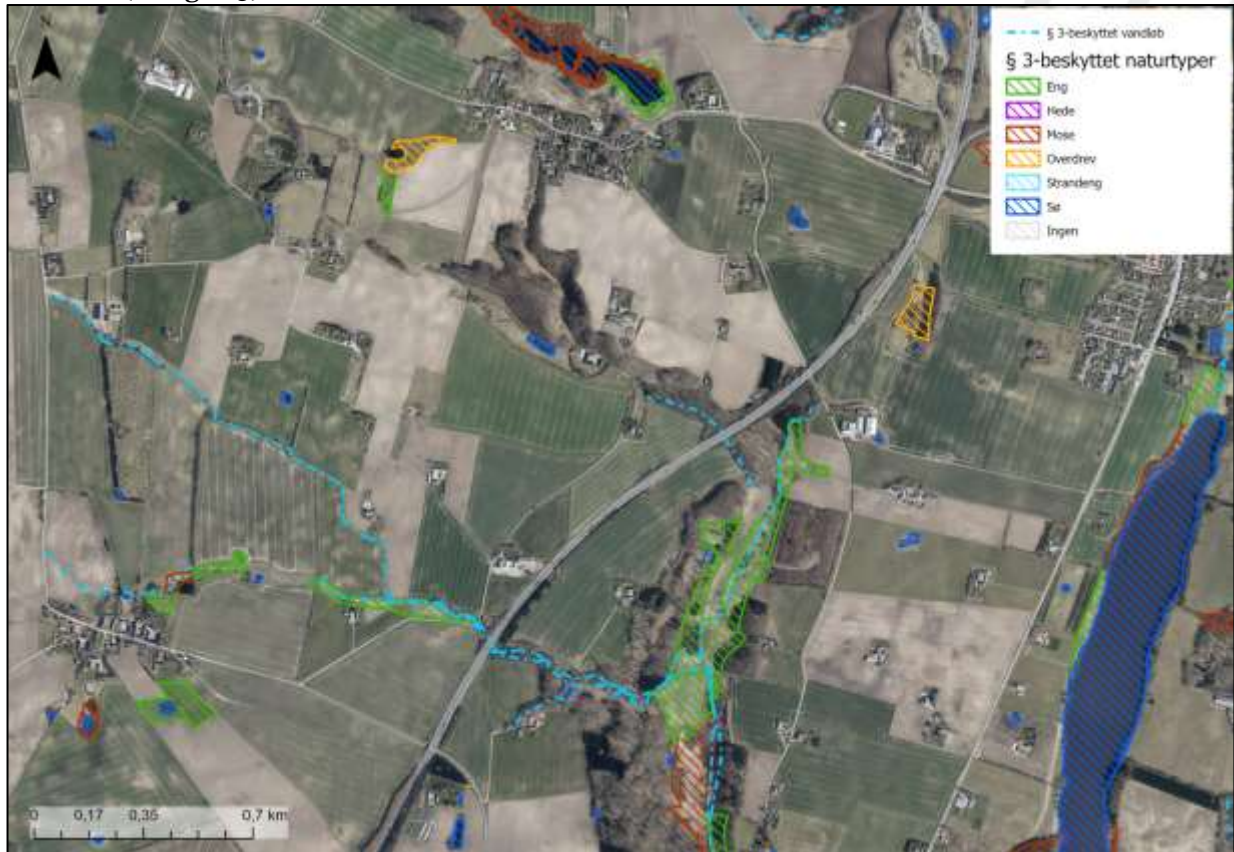 § 3-beskyttet vandløb
§ 3-beskyttet naturtyper
Eng
Hede
Mose
Overdrev
Strandeng
Sø
Ingen
0 0,17 0,35 0,7 km